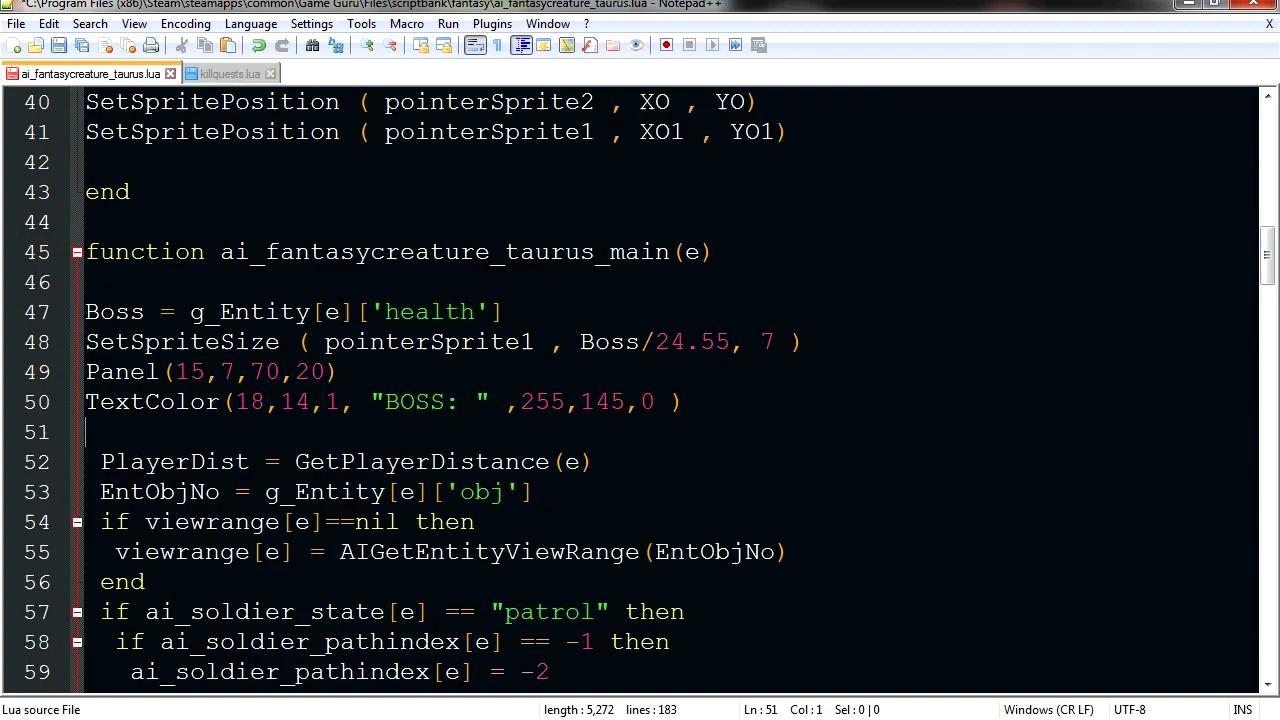 *C:\Program Files (x86)\Steam\steamapps\common\Game Guru\Files\scriptbank\fantasy\ai_fantasycreature_taurus.lua - Notepad++
File Edit Search View Encoding Language Settings Tools Macro Run Plugins Window ? X
ai_fantasycreature_taurus.lua killquests.lua
40 SetSpritePosition ( pointerSprite2 , XO , YO)
41 SetSpritePosition ( pointerSprite1 , XO1 , YO1)
42
43 end
44
45 function ai_fantasycreature_taurus_main(e)
46
47 Boss = g_Entity[e]['health']
48 SetSpriteSize ( pointerSprite1 , Boss/24.55, 7 )
49 Panel(15,7,70,20)
50 TextColor(18,14,1, "BOSS: " ,255,145,0 )
51
52 PlayerDist = GetPlayerDistance(e)
53 EntObjNo = g_Entity[e]['obj']
54 if viewrange[e]==nil then
55 viewrange[e] = AIGetEntityViewRange(EntObjNo)
56 end
57 if ai_soldier_state[e] == "patrol" then
58 if ai_soldier_pathindex[e] == -1 then
59 ai_soldier_pathindex[e] = -2
Lua source File length : 5,272 lines : 183 Ln : 51 Col : 1 Sel : 0 | 0 Windows (CR LF) UTF-8 INS